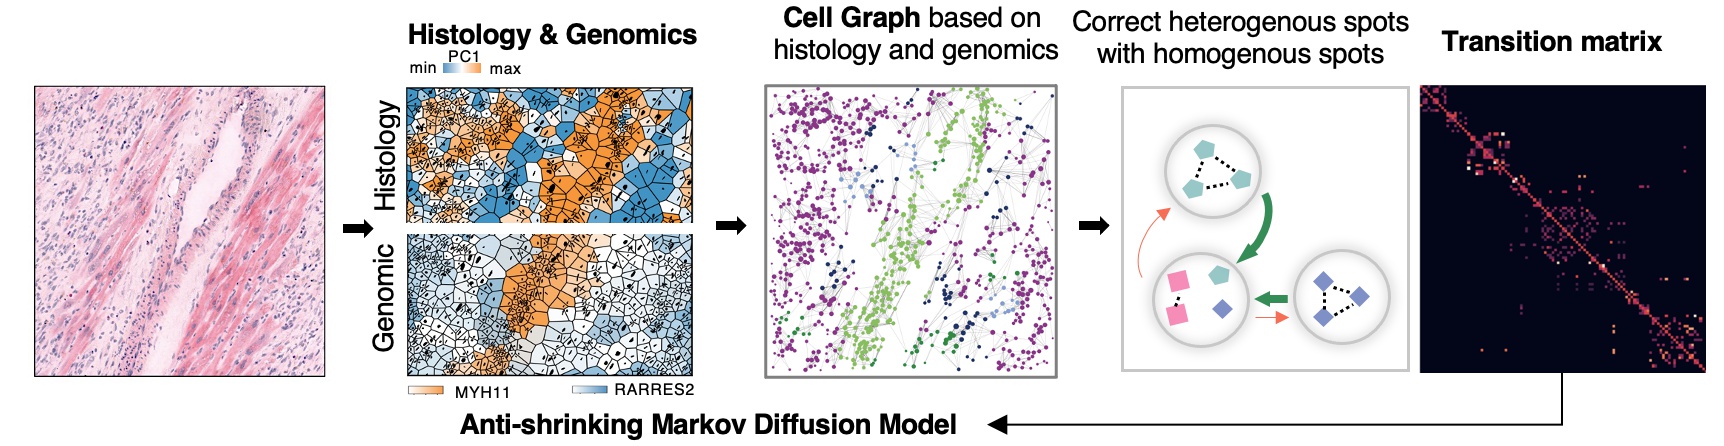 Histology & Genomics
PC1
min max
Histology
Genomic
MYH11 RARRES2
Cell Graph based on
histology and genomics
Correct heterogenous spots
with homogenous spots
Transition matrix
Anti-shrinking Markov Diffusion Model